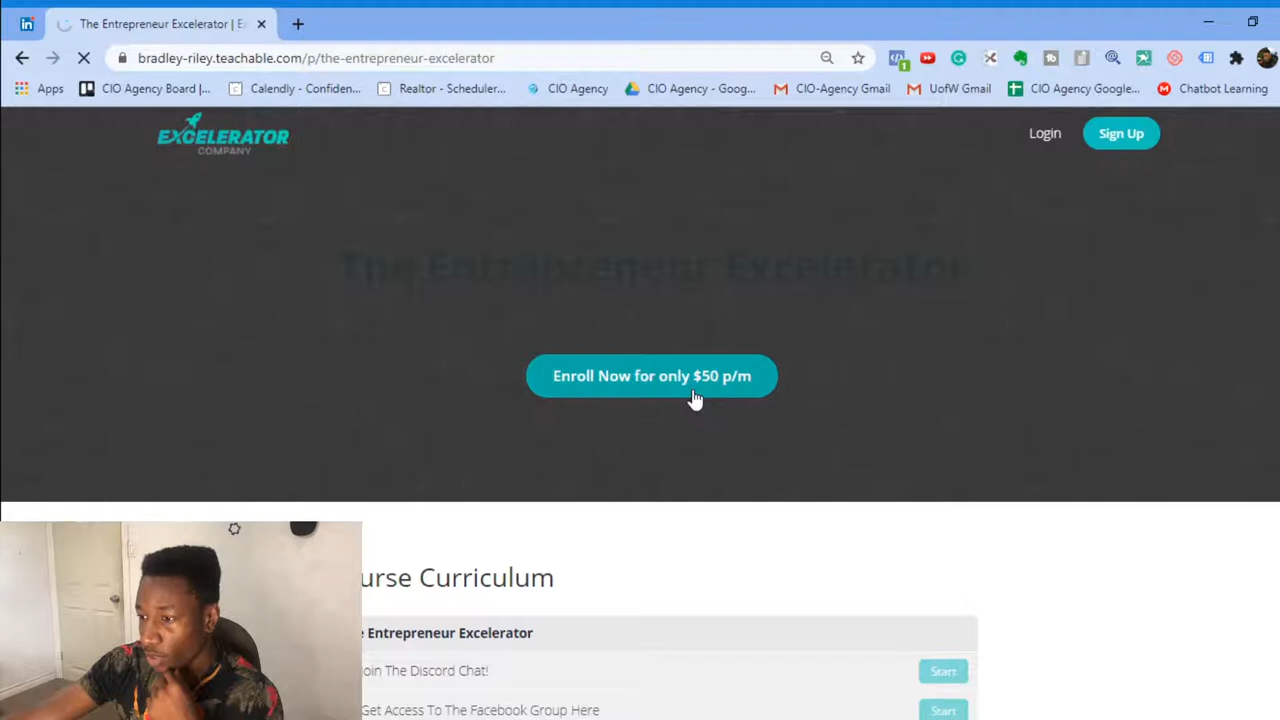 The Entrepreneur Excelerator | E
bradley-riley.teachable.com/p/the-entrepreneur-excelerator
Apps CIO Agency Board |... Calendly - Confiden... Realtor - Scheduler... CIO Agency CIO Agency - Goog... CIO-Agency Gmail UofW Gmail CIO Agency Google... Chatbot Learning
EXCELERATOR
COMPANY
Login Sign Up
The Entrepreneur Excelerator
Enroll Now for only $50 p/m
urse Curriculum
e Entrepreneur Excelerator
oin The Discord Chat! Start
Get Access To The Facebook Group Here Start